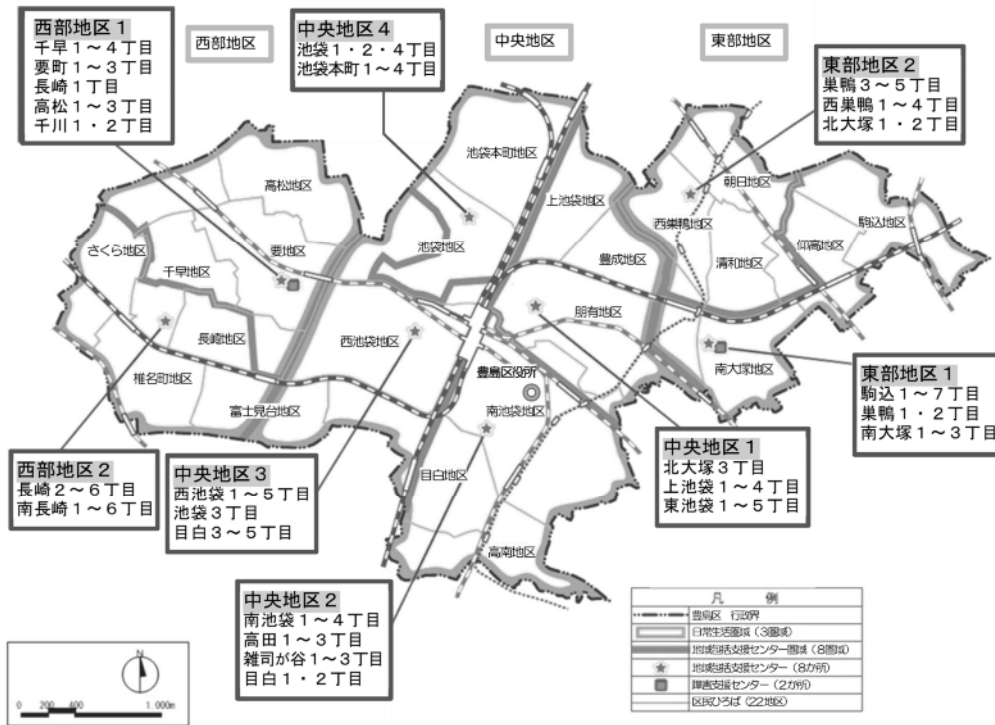 西部地区１
千早１～４丁目
要町１～３丁目
長崎１丁目
高松１～３丁目
千川１・２丁目
西部地区
中央地区４
池袋１・２・４丁目
池袋本町１～４丁目
中央地区
東部地区
東部地区２
巣鴨３～５丁目
西巣鴨１～４丁目
北大塚１・２丁目
池袋本町地区
高松地区
上池袋地区
朝日地区
駒込地区
西巣鴨地区
仰高地区
さくら地区
要地区
池袋地区
豊成地区
清和地区
千早地区
長崎地区
西池袋地区
朋有地区
南大塚地区
椎名町地区
豊島区役所
富士見台地区
南池袋地区
目白地区
高南地区
東部地区１
駒込１～７丁目
巣鴨１・２丁目
南大塚１～３丁目
西部地区２
長崎２～６丁目
南長崎１～６丁目
中央地区３
西池袋１～５丁目
池袋３丁目
目白３～５丁目
中央地区１
北大塚３丁目
上池袋１～４丁目
東池袋１～５丁目
中央地区２
南池袋１～４丁目
高田１～３丁目
雑司が谷１～３丁目
目白１・２丁目
凡 例
豊島区 行政界
日常生活圏域（3圏域）
地域包括支援センター圏域（8圏域）
地域包括支援センター（8か所）
障害支援センター（2か所）
区民ひろば（22地区）
N
0 200 400 1 000m